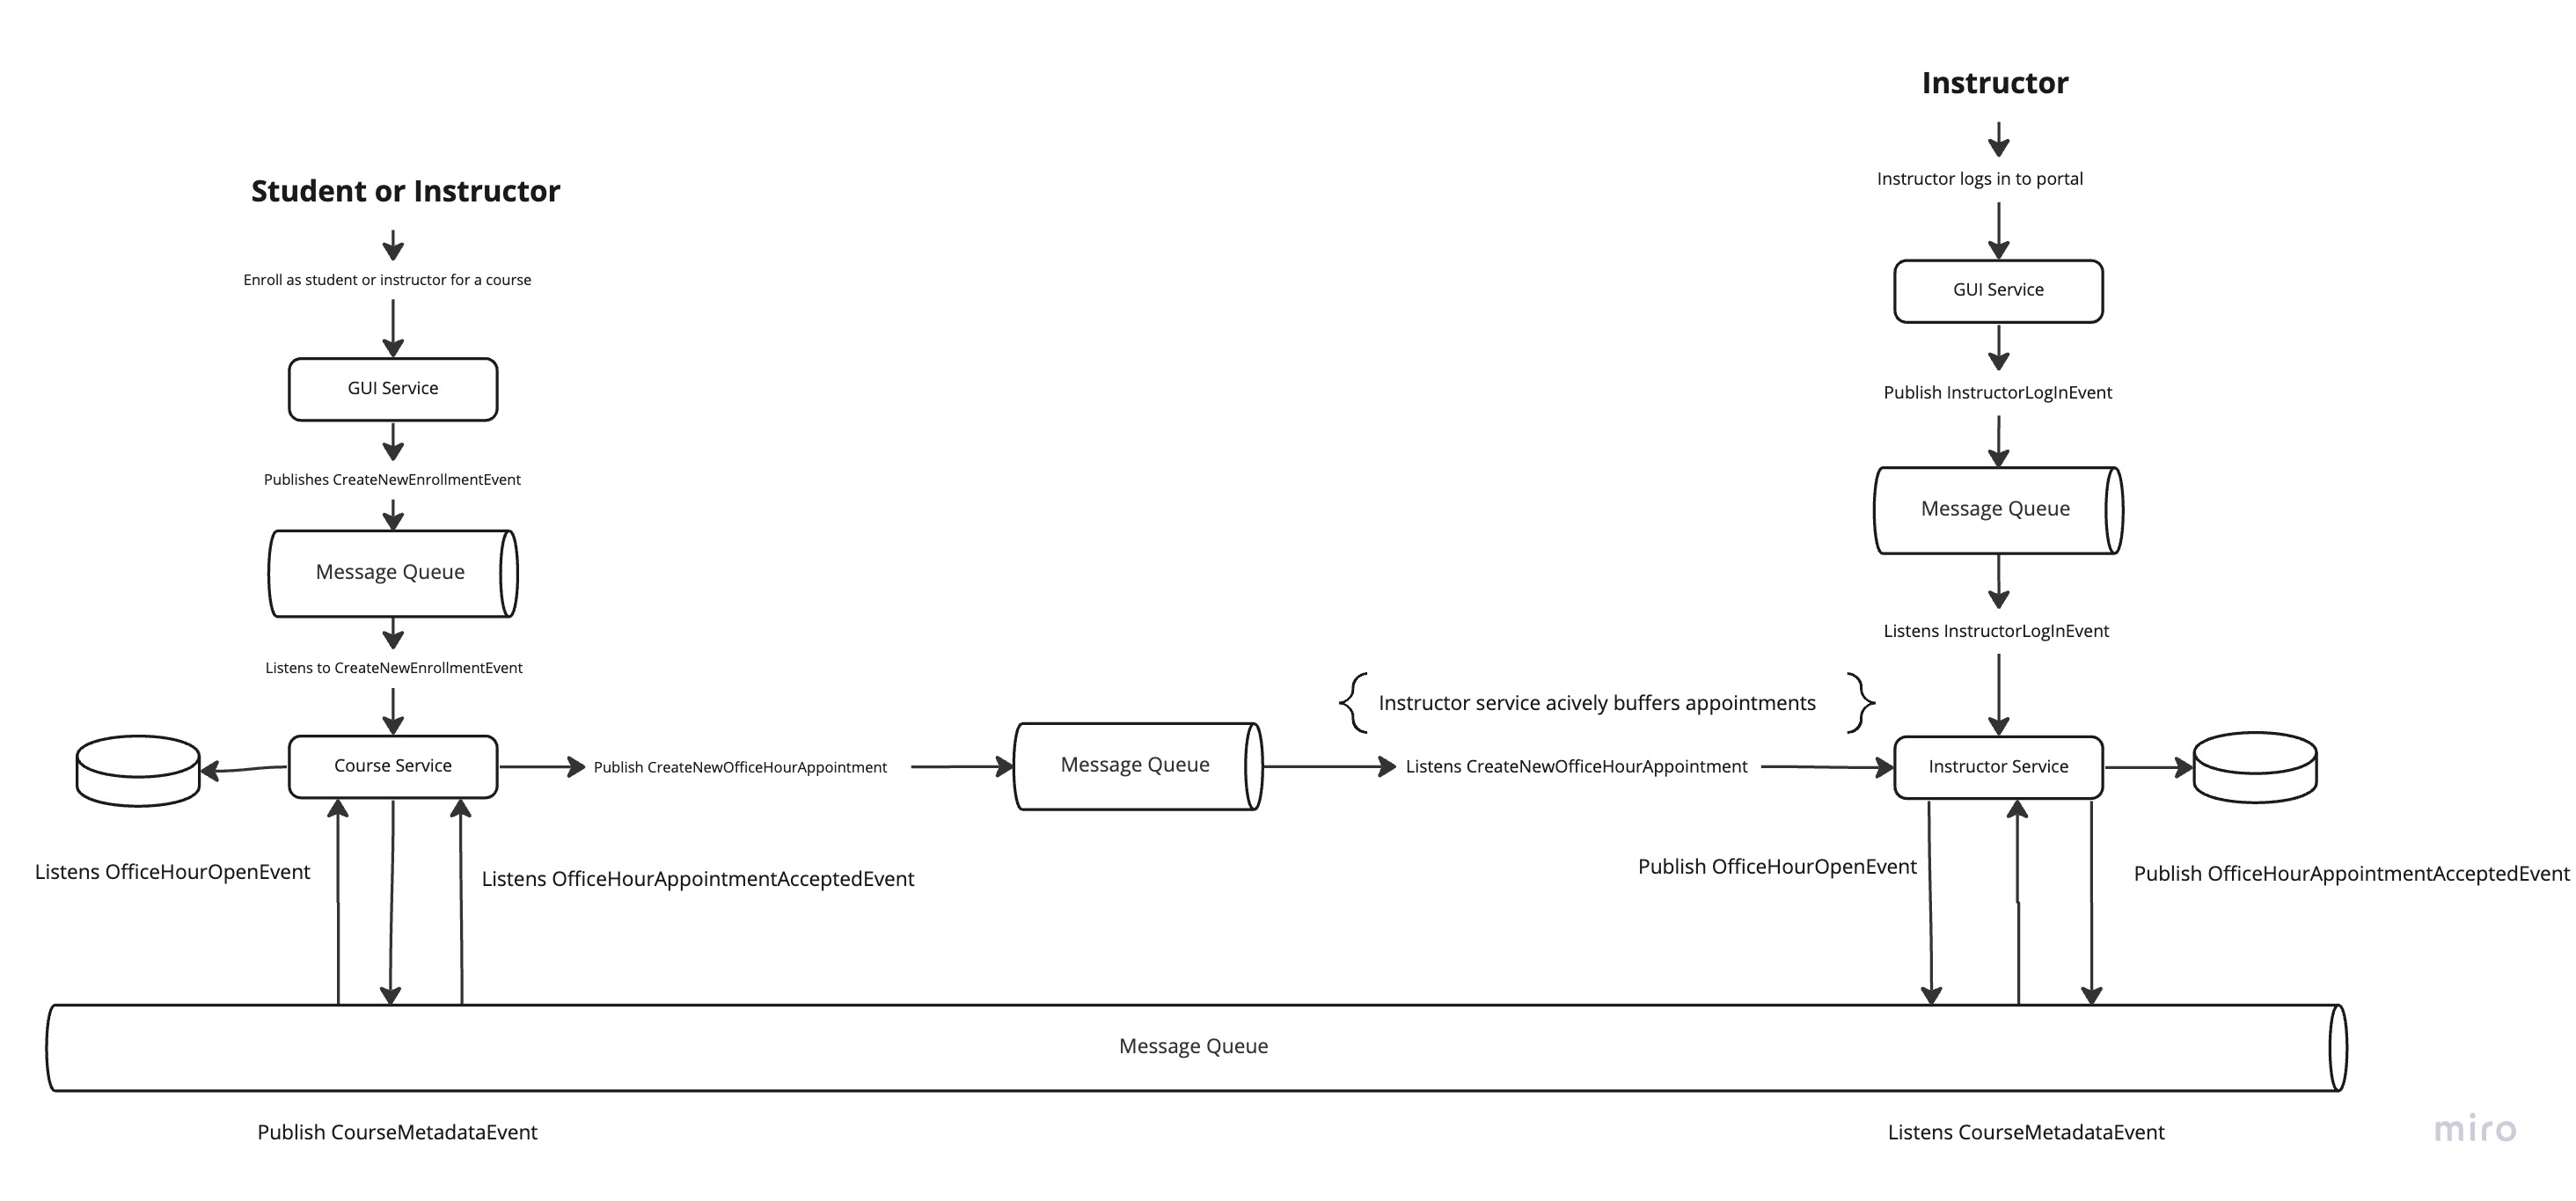 Instructor
Instructor logs in to portal
Student or Instructor
Enroll as student or instructor for a course
GUI Service
GUI Service
Publish InstructorLogInEvent
Publishes CreateNewEnrollmentEvent
Message Queue
Message Queue
Listens InstructorLogInEvent
Listens to CreateNewEnrollmentEvent
Instructor service acively buffers appointments
Course Service
Publish CreateNewOfficeHourAppointment
Message Queue
Listens CreateNewOfficeHourAppointment
Instructor Service
Listens OfficeHourOpenEvent
Listens OfficeHourAppointmentAcceptedEvent
Publish OfficeHourOpenEvent
Publish OfficeHourAppointmentAcceptedEvent
Message Queue
Publish CourseMetadataEvent
Listens CourseMetadataEvent
miro